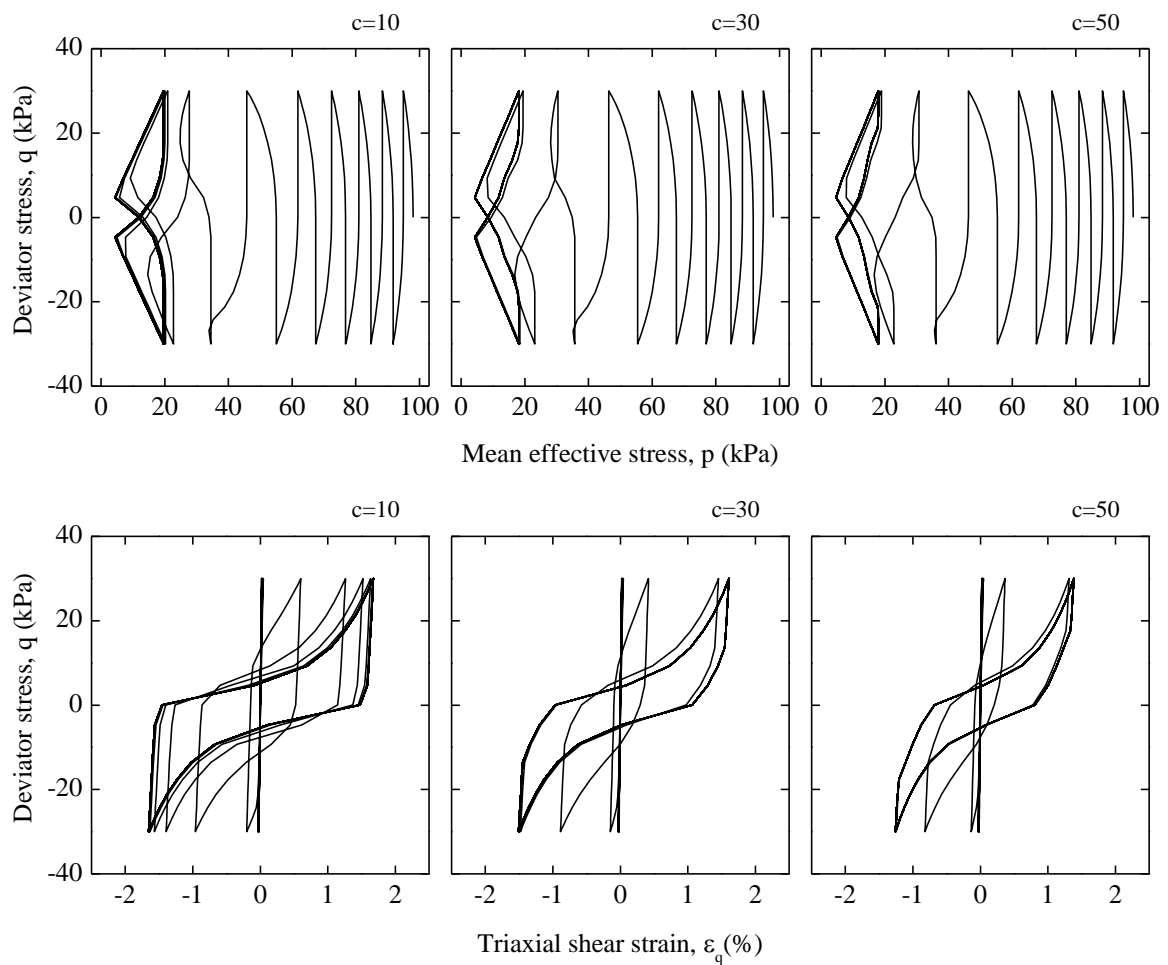 c=10 c=30 c=50
40
20
0
-20
-40
Deviator stress, q (kPa)
0 20 40 60 80 100 0 20 40 60 80 100 0 20 40 60 80 100
Mean effective stress, p (kPa)
c=10 c=30 c=50
40
20
0
-20
-40
Deviator stress, q (kPa)
-2 -1 0 1 2 -2 -1 0 1 2 -2 -1 0 1 2
Triaxial shear strain, εq(%)